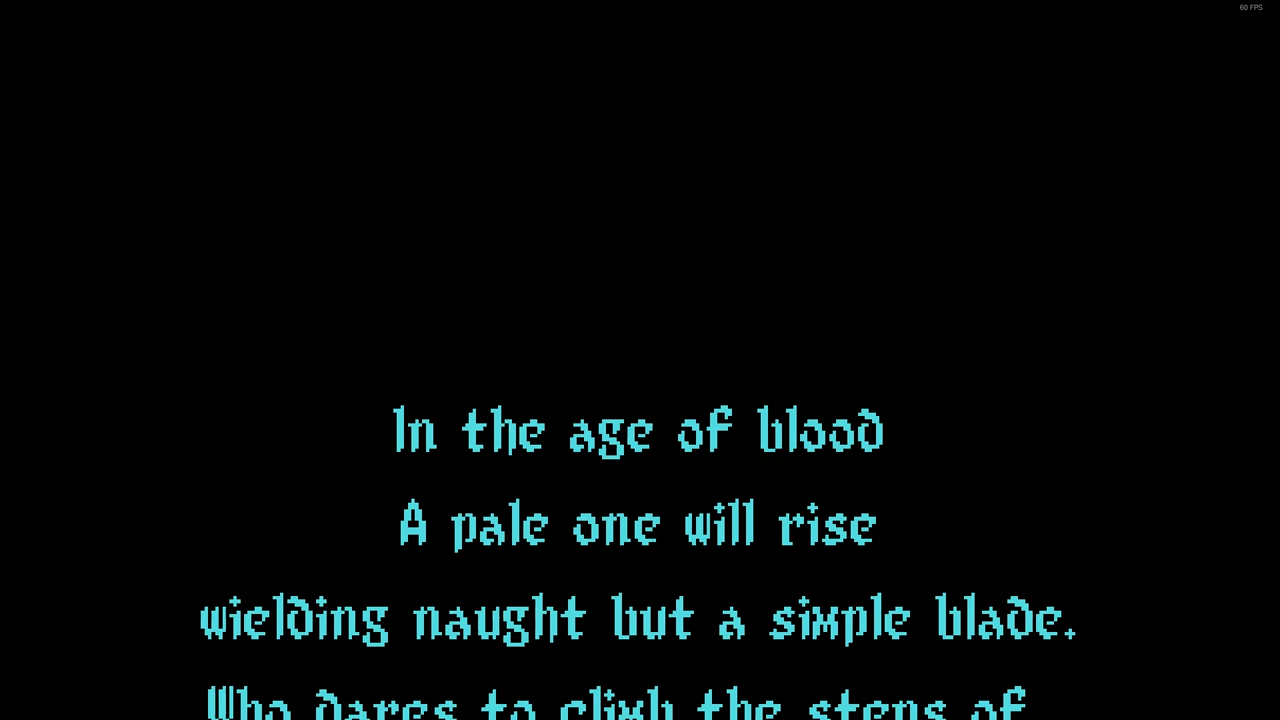 60 FPS
In the age of blood
A pale one will rise
wielding naught but a simple blade.
Who dares to climb the steps of